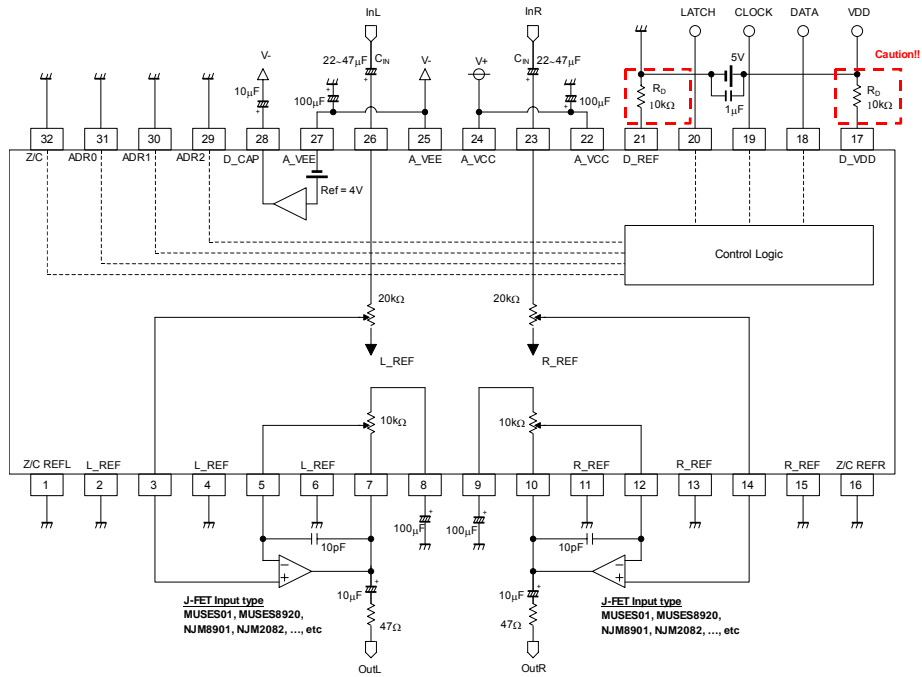 InL
InR
LATCH
CLOCK
DATA
VDD
Caution!!
V-
22~47μF
C_IN
V-
V+
C_IN
22~47μF
5V
10μF
100μF
100μF
R_D
10kΩ
1μF
R_D
10kΩ
32
31
30
29
28
27
26
25
24
23
22
21
20
19
18
17
Z/C
ADR0
ADR1
ADR2
D_CAP
A_VEE
A_VEE
A_VCC
A_VCC
D_REF
D_VDD
Ref = 4V
Control Logic
20kΩ
20kΩ
L_REF
R_REF
10kΩ
10kΩ
Z/C REFL
L_REF
L_REF
L_REF
R_REF
R_REF
R_REF
Z/C REFR
1
2
3
4
5
6
7
8
9
10
11
12
13
14
15
16
100μF
100μF
10pF
10pF
−
+
−
+
J-FET Input type
MUSES01, MUSES8920,
NJM8901, NJM2082, ..., etc
10μF
47Ω
10μF
47Ω
J-FET Input type
MUSES01, MUSES8920,
NJM8901, NJM2082, ..., etc
OutL
OutR